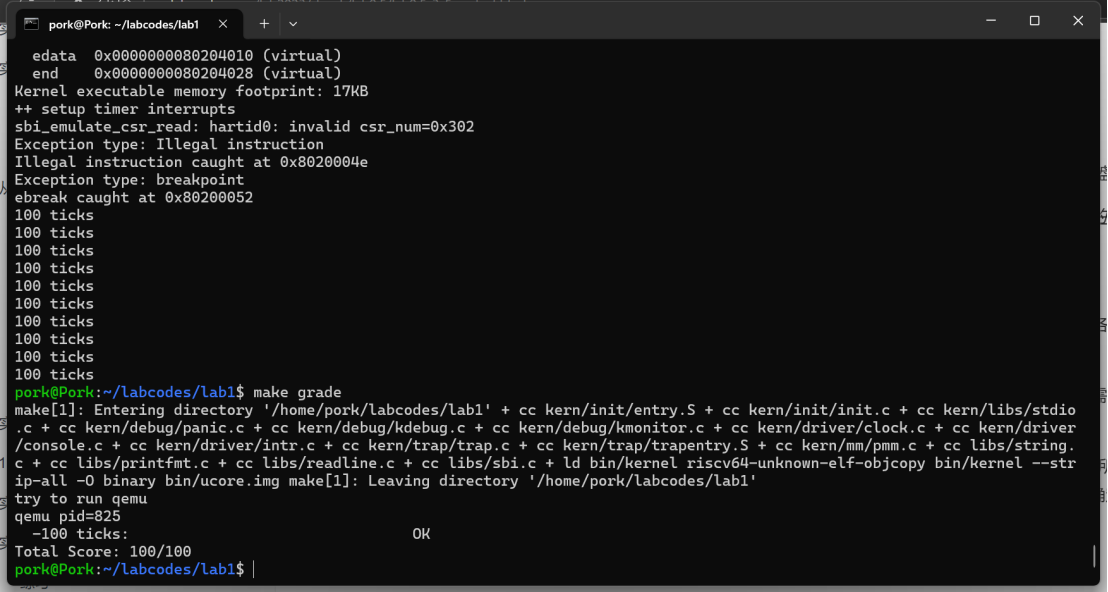 pork@Pork: ~/labcodes/lab1
edata 0x0000000080204010 (virtual)
end 0x0000000080204028 (virtual)
Kernel executable memory footprint: 17KB
++ setup timer interrupts
sbi_emulate_csr_read: hartid0: invalid csr_num=0x302
Exception type: Illegal instruction
Illegal instruction caught at 0x8020004e
Exception type: breakpoint
ebreak caught at 0x80200052
100 ticks
100 ticks
100 ticks
100 ticks
100 ticks
100 ticks
100 ticks
100 ticks
100 ticks
100 ticks
pork@Pork:~/labcodes/lab1$ make grade
make[1]: Entering directory '/home/pork/labcodes/lab1' + cc kern/init/entry.S + cc kern/init/init.c + cc kern/libs/stdio
.c + cc kern/debug/panic.c + cc kern/debug/kdebug.c + cc kern/debug/kmonitor.c + cc kern/driver/clock.c + cc kern/driver
/console.c + cc kern/driver/intr.c + cc kern/trap/trap.c + cc kern/trap/trapentry.S + cc kern/mm/pmm.c + cc libs/string.
c + cc libs/printfmt.c + cc libs/readline.c + cc libs/sbi.c + ld bin/kernel riscv64-unknown-elf-objcopy bin/kernel --str
ip-all -O binary bin/ucore.img make[1]: Leaving directory '/home/pork/labcodes/lab1'
try to run qemu
qemu pid=825
-100 ticks: OK
Total Score: 100/100
pork@Pork:~/labcodes/lab1$